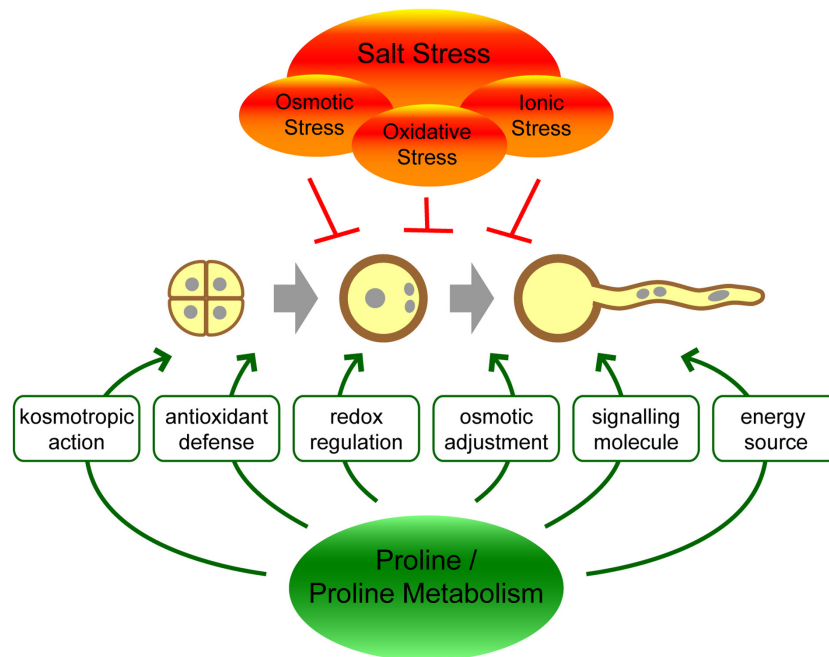 Salt Stress
Osmotic
Stress
Oxidative
Stress
Ionic
Stress
kosmotropic
action
antioxidant
defense
redox
regulation
osmotic
adjustment
signalling
molecule
energy
source
Proline /
Proline Metabolism